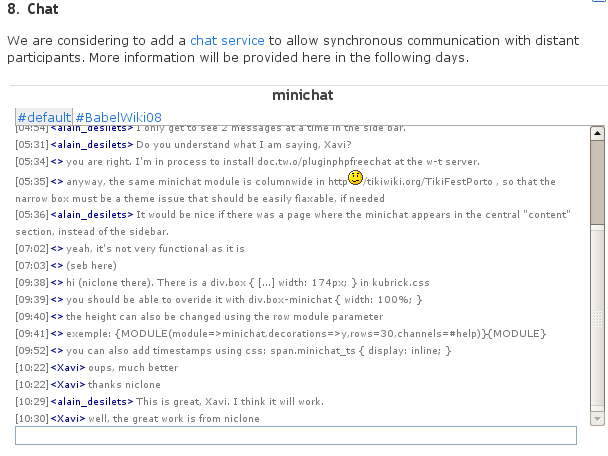 8. Chat
We are considering to add a chat service to allow synchronous communication with distant
participants. More information will be provided here in the following days.
minichat
#default #BabelWiki08
[04:54] <alain_desilets> I only get to see 2 messages at a time in the side bar.
[05:31] <alain_desilets> Do you understand what I am saying, Xavi?
[05:34] <> you are right. I'm in process to install doc.tw.o/pluginphpfreechat at the w-t server.
[05:35] <> anyway, the same minichat module is columnwide in http /tikiwiki.org/TikiFestPorto , so that the
narrow box must be a theme issue that should be easily fiaxable, if needed
[05:36] <alain_desilets> It would be nice if there was a page where the minichat appears in the central "content"
section, instead of the sidebar.
[07:02] <> yeah, it's not very functional as it is
[07:03] <> (seb here)
[09:38] <> hi (niclone there). There is a div.box { [...] width: 174px; } in kubrick.css
[09:39] <> you should be able to overide it with div.box-minichat { width: 100%; }
[09:40] <> the height can also be changed using the row module parameter
[09:41] <> exemple: {MODULE(module=>minichat,decorations=>y,rows=30,channels=#help)}{MODULE}
[09:52] <> you can also add timestamps using css: span.minichat_ts { display: inline; }
[10:22] <Xavi> oups, much better
[10:22] <Xavi> thanks niclone
[10:29] <alain_desilets> This is great, Xavi. I think it will work.
[10:30] <Xavi> well, the great work is from niclone